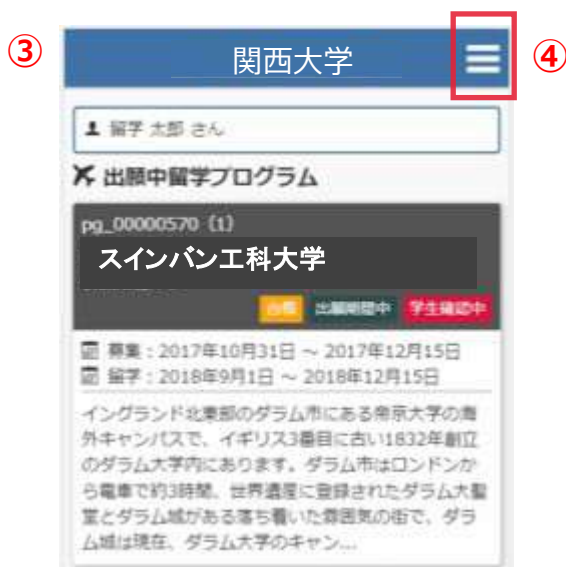 ③
関西大学
④
留学 太郎 さん
出願中留学プログラム
pg_00000570（1）
スインバン工科大学
出願期間中 学生確認中
募集：2017年10月31日 ～ 2017年12月15日
留学：2018年9月1日 ～ 2018年12月15日
イングランド北東部のダラム市にある帝京大学の海
外キャンパスで、イギリス3番目に古い1832年創立
のダラム大学内にあります。ダラム市はロンドンか
ら電車で約3時間、世界遺産に登録されたダラム大聖
堂とダラム城がある落ち着いた雰囲気の街で、ダラ
ム城は現在、ダラム大学のキャン...